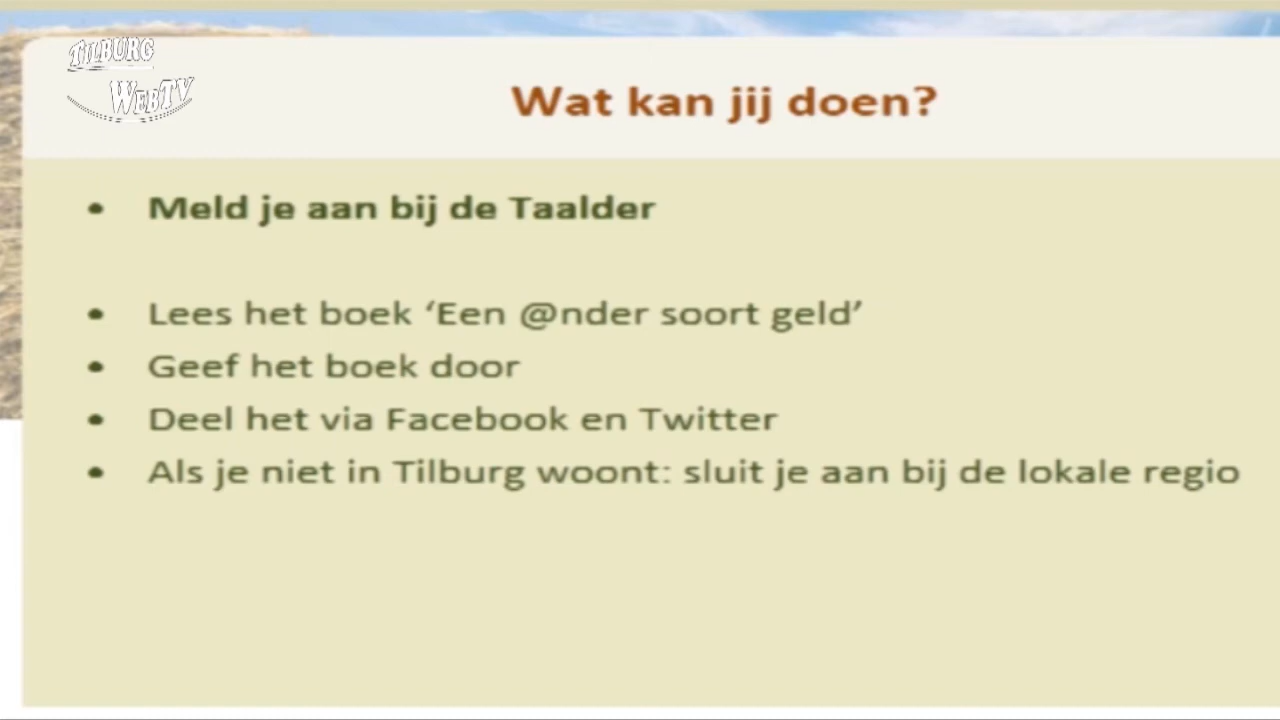 TILBURG
WEBTV
Wat kan jij doen?
• Meld je aan bij de Taalder
• Lees het boek ‘Een @nder soort geld’
• Geef het boek door
• Deel het via Facebook en Twitter
• Als je niet in Tilburg woont: sluit je aan bij de lokale regio